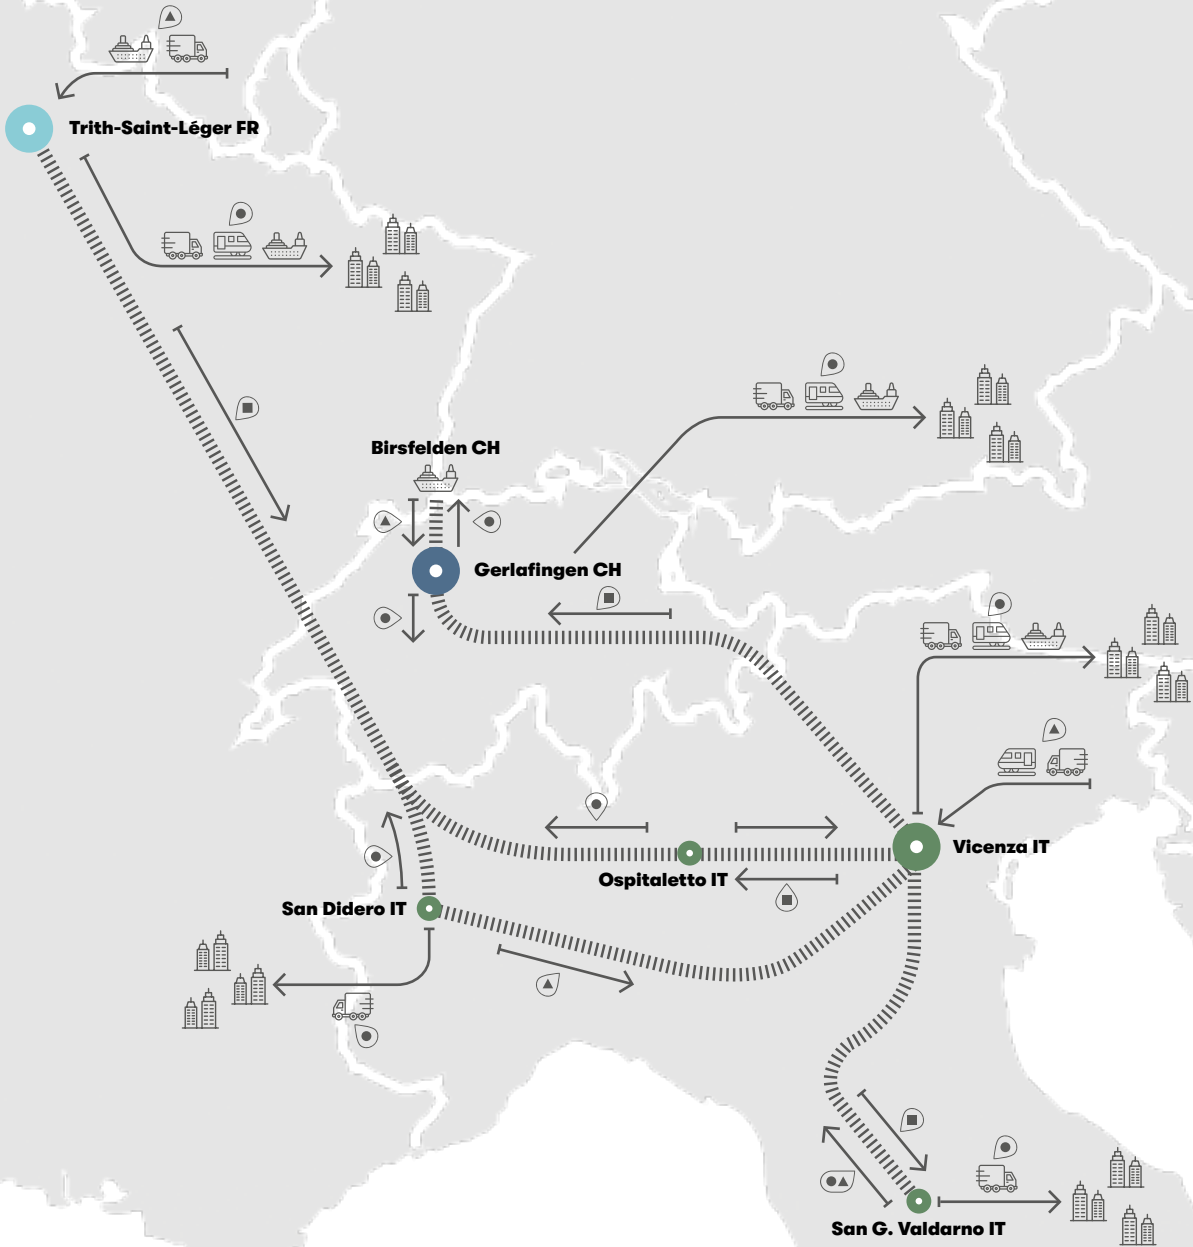 Trith-Saint-Léger FR
Birsfelden CH
Gerlafingen CH
Vicenza IT
Ospitaletto IT
San Didero IT
San G. Valdarno IT